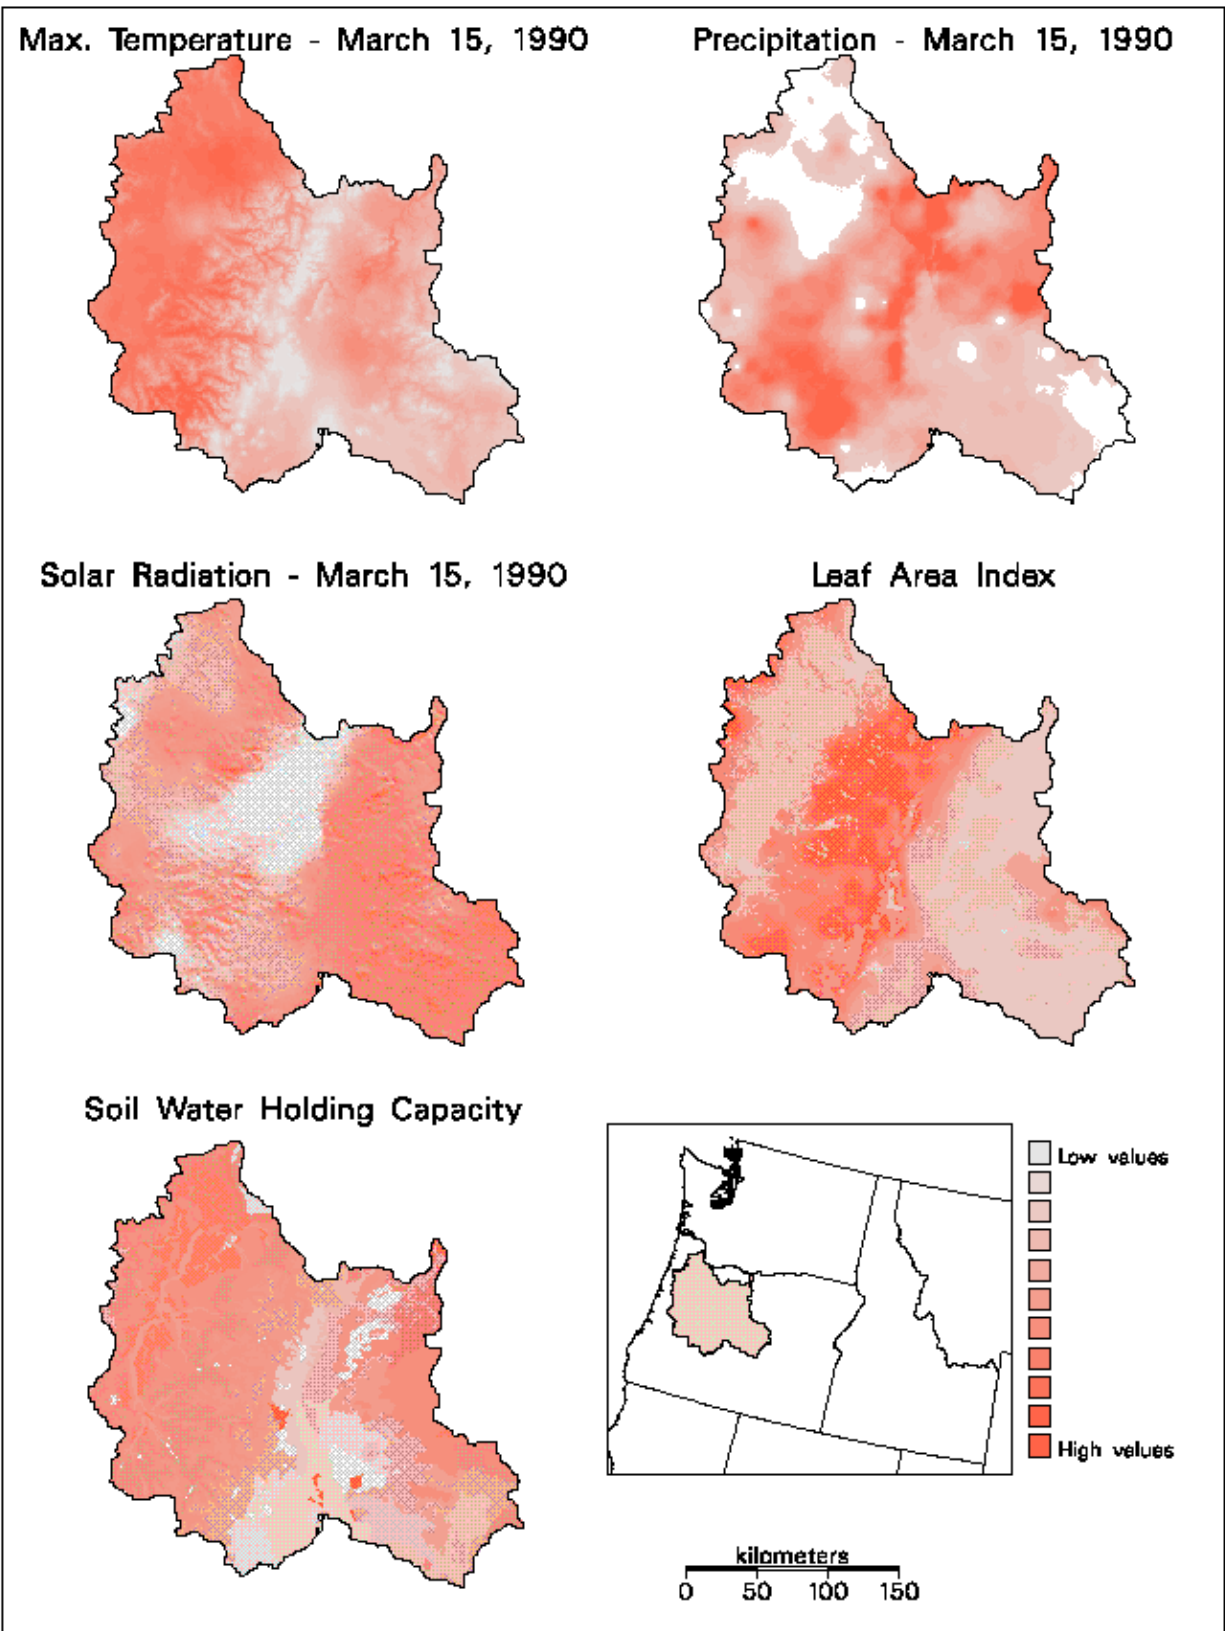 Max. Temperature - March 15, 1990
Precipitation - March 15, 1990
Solar Radiation - March 15, 1990
Leaf Area Index
Soil Water Holding Capacity
Low values
High values
kilometers
0 50 100 150